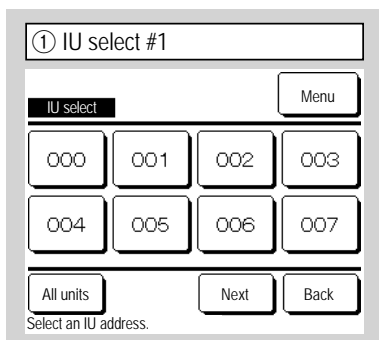 ① IU select #1
Menu
IU select
000 001 002 003
004 005 006 007
All units Next Back
Select an IU address.